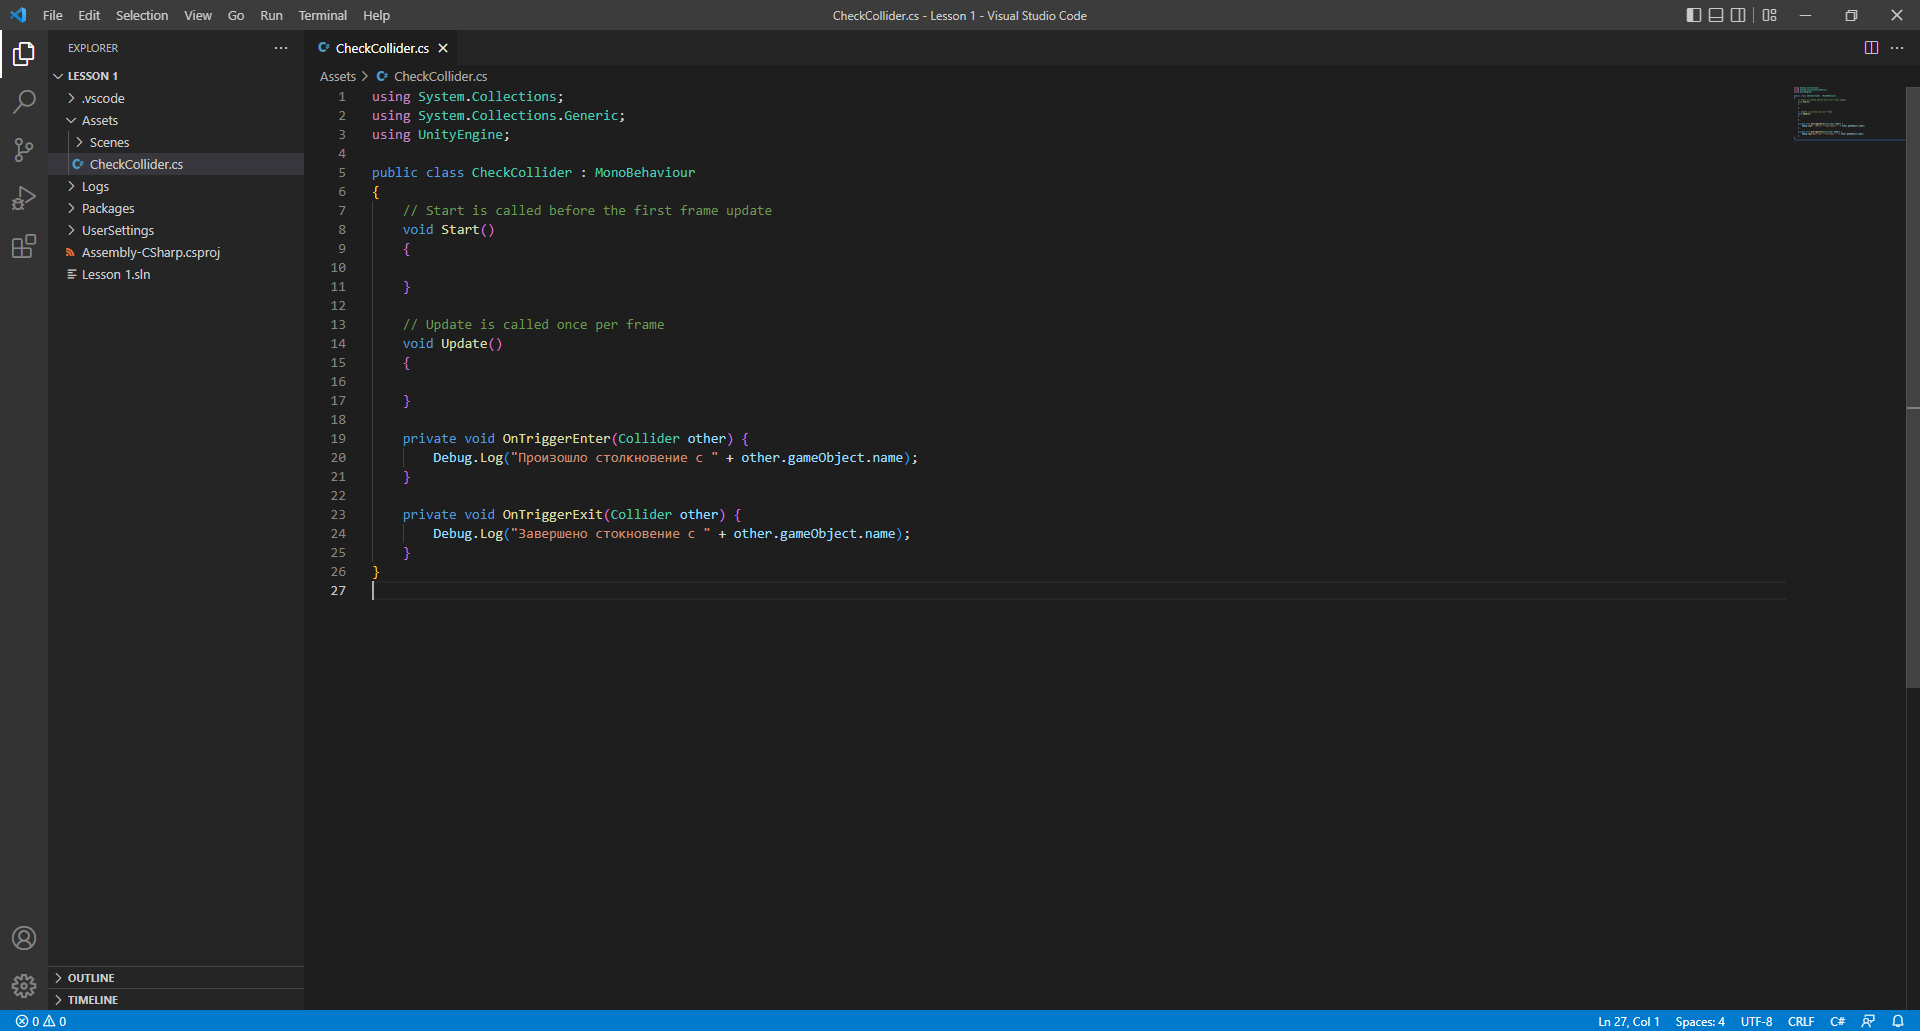 File Edit Selection View Go Run Terminal Help
CheckCollider.cs - Lesson 1 - Visual Studio Code
EXPLORER
LESSON 1
.vscode
Assets
Scenes
CheckCollider.cs
Logs
Packages
UserSettings
Assembly-CSharp.csproj
Lesson 1.sln
OUTLINE
TIMELINE
CheckCollider.cs
Assets > CheckCollider.cs
1 using System.Collections;
2 using System.Collections.Generic;
3 using UnityEngine;
4
5 public class CheckCollider : MonoBehaviour
6 {
7 // Start is called before the first frame update
8 void Start()
9 {
10
11 }
12
13 // Update is called once per frame
14 void Update()
15 {
16
17 }
18
19 private void OnTriggerEnter(Collider other) {
20 Debug.Log("Произошло столкновение с " + other.gameObject.name);
21 }
22
23 private void OnTriggerExit(Collider other) {
24 Debug.Log("Завершено стокновение с " + other.gameObject.name);
25 }
26 }
27
0 0
Ln 27, Col 1 Spaces: 4 UTF-8 CRLF C#